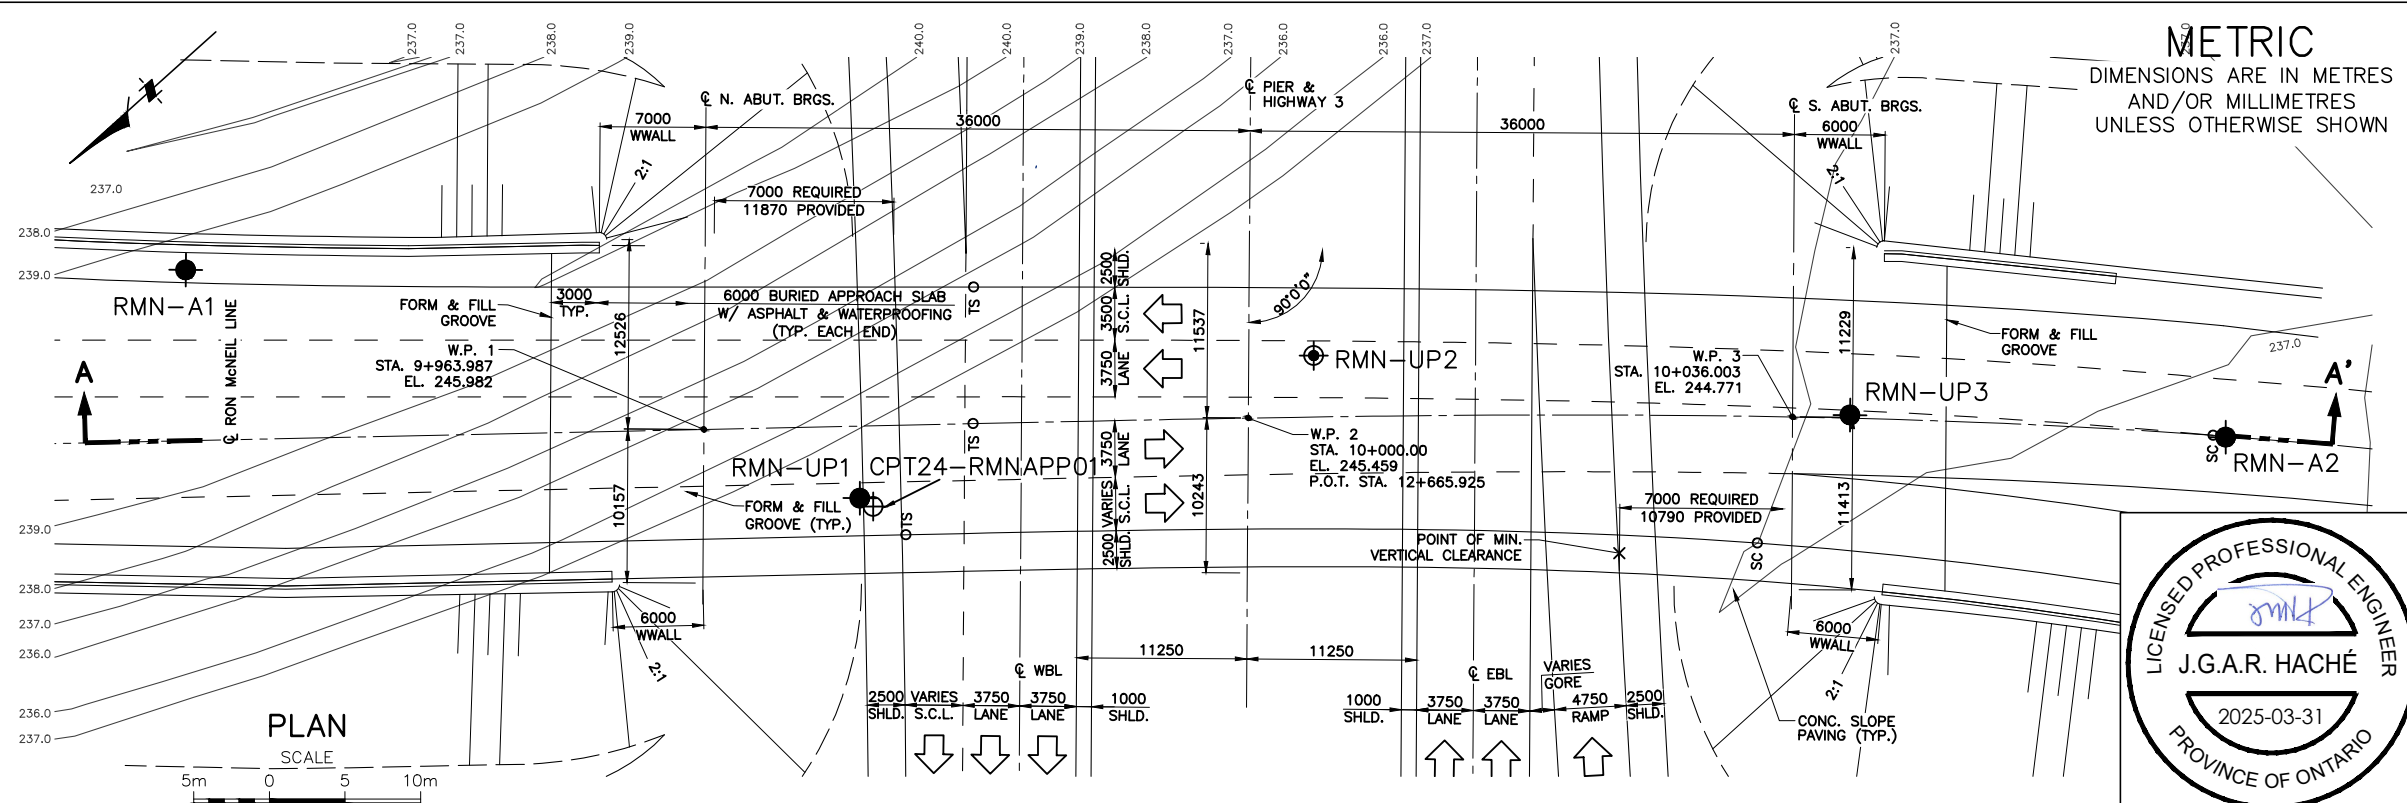 237.0
237.0
238.0
239.0
240.0
240.0
239.0
238.0
237.0
236.0
236.0
237.0
237.0
237.0
METRIC
DIMENSIONS ARE IN METRES
AND/OR MILLIMETRES
UNLESS OTHERWISE SHOWN
℄ N. ABUT. BRGS.
℄ PIER &
HIGHWAY 3
℄ S. ABUT. BRGS.
7000
WWALL
36000
36000
6000
WWALL
2:1
2:1
237.0
7000 REQUIRED
11870 PROVIDED
238.0
239.0
RMN-A1
℄ RON McNEIL LINE
FORM & FILL
GROOVE
3000
TYP.
6000 BURIED APPROACH SLAB
W/ ASPHALT & WATERPROOFING
(TYP. EACH END)
TS
12526
2500
SHLD.
3500
S.C.L.
3750
LANE
11537
90°0'0"
RMN-UP2
11229
FORM & FILL
GROOVE
237.0
W.P. 1
STA. 9+963.987
EL. 245.982
W.P. 3
STA. 10+036.003
EL. 244.771
RMN-UP3
A
A'
TS
3750
LANE
W.P. 2
STA. 10+000.00
EL. 245.459
P.O.T. STA. 12+665.925
SC
RMN-A2
RMN-UP1
CPT24-RMNAPP01
10157
FORM & FILL
GROOVE (TYP.)
TS
VARIES
S.C.L.
2500
SHLD.
10243
7000 REQUIRED
10790 PROVIDED
11413
POINT OF MIN.
VERTICAL CLEARANCE
SC
239.0
238.0
237.0
236.0
236.0
237.0
6000
WWALL
2:1
11250
11250
6000
WWALL
2:1
℄ WBL
℄ EBL
VARIES
GORE
2500
SHLD.
VARIES
S.C.L.
3750
LANE
3750
LANE
1000
SHLD.
1000
SHLD.
3750
LANE
3750
LANE
4750
RAMP
2500
SHLD.
CONC. SLOPE
PAVING (TYP.)
PLAN
SCALE
5m 0 5 10m
LICENSED PROFESSIONAL ENGINEER
J.G.A.R. HACHÉ
2025-03-31
PROVINCE OF ONTARIO